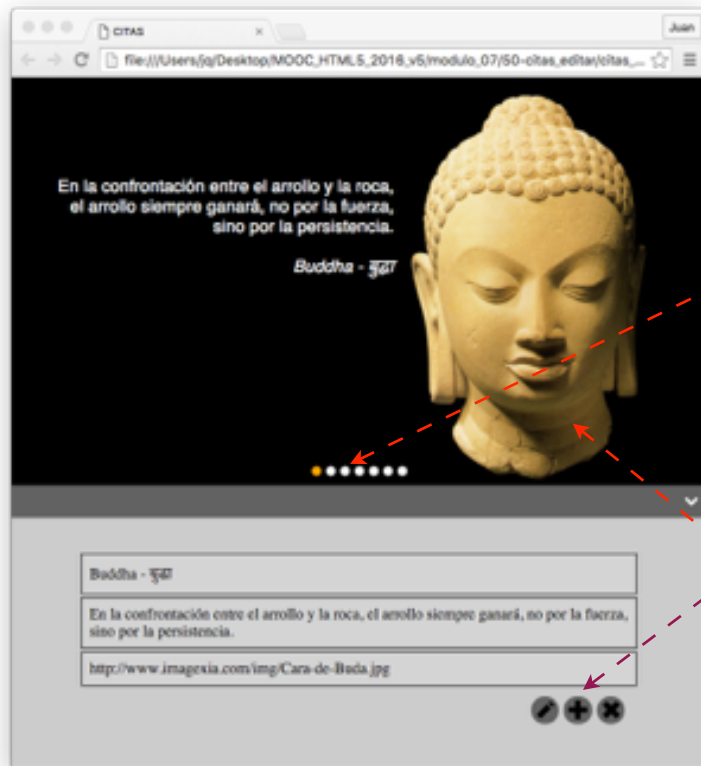 CITAS
Juan
file:///Users/jq/Desktop/MOOC_HTML5_2016_v5/modulo_07/50-citas_editar/citas_...
En la confrontación entre el arrollo y la roca,
el arrollo siempre ganará, no por la fuerza,
sino por la persistencia.
Buddha - बुद्धा
Buddha - बुद्धा
En la confrontación entre el arrollo y la roca, el arrollo siempre ganará, no por la fuerza,
sino por la persistencia.
http://www.imagexia.com/img/Cara-de-Buda.jpg